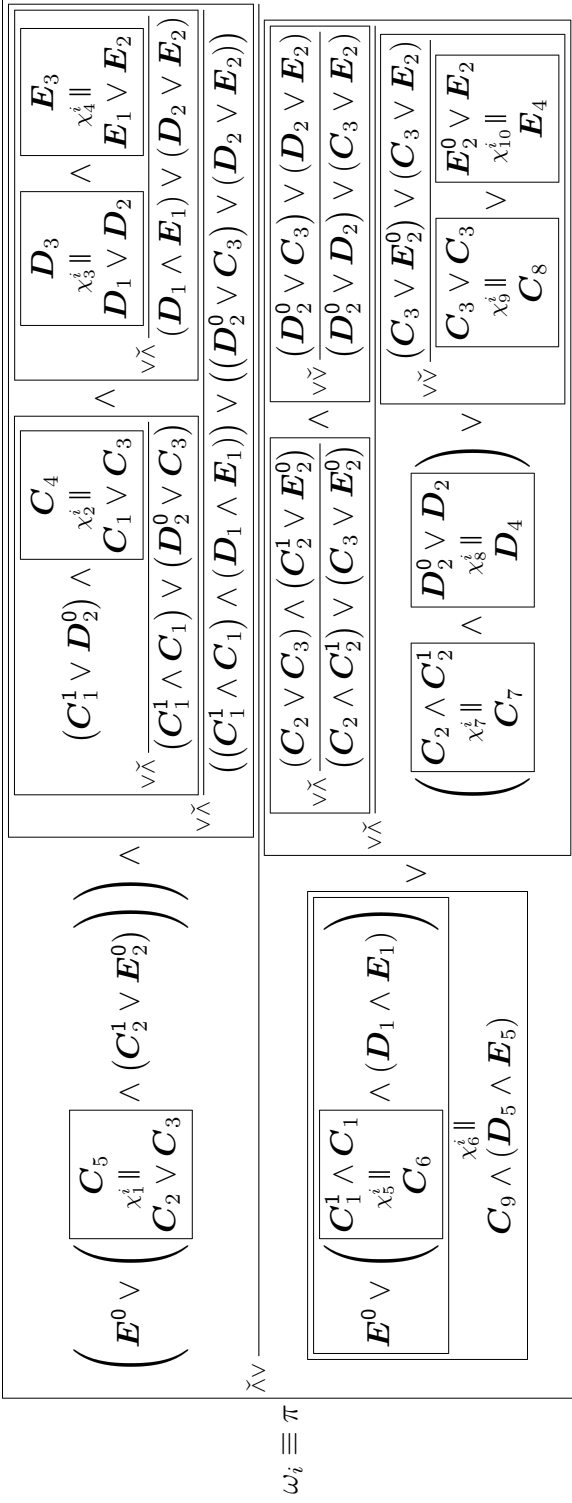 ω_i ≡ π
∧̌∨
(E^0 ∨ ( C_5 χ_1^i ∥ C_2 ∨ C_3 ∧ (C_2^1 ∨ E_2^0) )) ∧
(C_1^1 ∨ D_2^0) ∧ C_4 χ_2^i ∥ C_1 ∨ C_3
∨∧̌ (C_1^1 ∧ C_1) ∨ (D_2^0 ∨ C_3)
∧
D_3 χ_3^i ∥ D_1 ∨ D_2 ∧ E_3 χ_4^i ∥ E_1 ∨ E_2
∨∧̌ (D_1 ∧ E_1) ∨ (D_2 ∨ E_2)
∨∧̌ ((C_1^1 ∧ C_1) ∧ (D_1 ∧ E_1)) ∨ ((D_2^0 ∨ C_3) ∨ (D_2 ∨ E_2))
E^0 ∨ ( C_1^1 ∧ C_1 χ_5^i ∥ C_6 ∧ (D_1 ∧ E_1) )
χ_6^i ∥
C_9 ∧ (D_5 ∧ E_5)
∨
(C_2 ∨ C_3) ∧ (C_2^1 ∨ E_2^0)
∨∧̌ (C_2 ∧ C_2^1) ∨ (C_3 ∨ E_2^0)
∧
(D_2^0 ∨ C_3) ∨ (D_2 ∨ E_2)
∨∨̌ (D_2^0 ∨ D_2) ∨ (C_3 ∨ E_2)
∨∧̌
( C_2 ∧ C_2^1 χ_7^i ∥ C_7 ∧ D_2^0 ∨ D_2 χ_8^i ∥ D_4 ) ∨
(C_3 ∨ E_2^0) ∨ (C_3 ∨ E_2)
∨∨̌ C_3 ∨ C_3 χ_9^i ∥ C_8 ∨ E_2^0 ∨ E_2 χ_10^i ∥ E_4